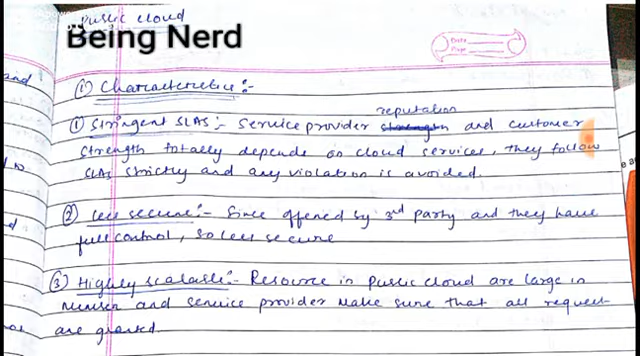 Public cloud
Being Nerd
Date
Page
① Characteristics :-
① Stringent SLAs :- Service provider reputation and customer
strength totally depends on cloud services, they follow
SLAs strictly and any violation is avoided.
② Less secure :- Since offered by 3rd party and they have
full control, so less secure
③ Highly scalable :- Resource in public cloud are large in
number and service provider make sure that all request
are granted.
and